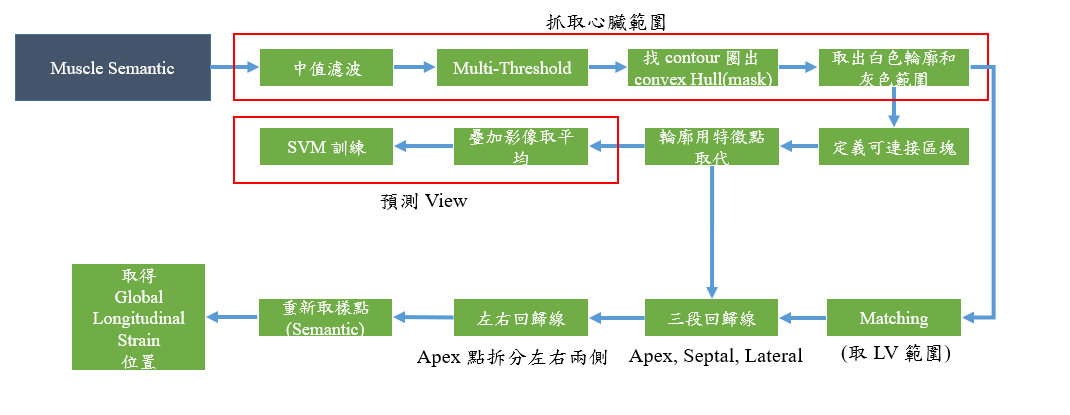 抓取心臟範圍
Muscle Semantic
中值濾波
Multi-Threshold
找 contour 圈出
convex Hull(mask)
取出白色輪廓和
灰色範圍
SVM 訓練
疊加影像取平
均
輪廓用特徵點
取代
定義可連接區塊
預測 View
取得
Global
Longitudinal
Strain
位置
重新取樣點
(Semantic)
左右回歸線
三段回歸線
Matching
Apex 點拆分左右兩側
Apex, Septal, Lateral
(取 LV 範圍)